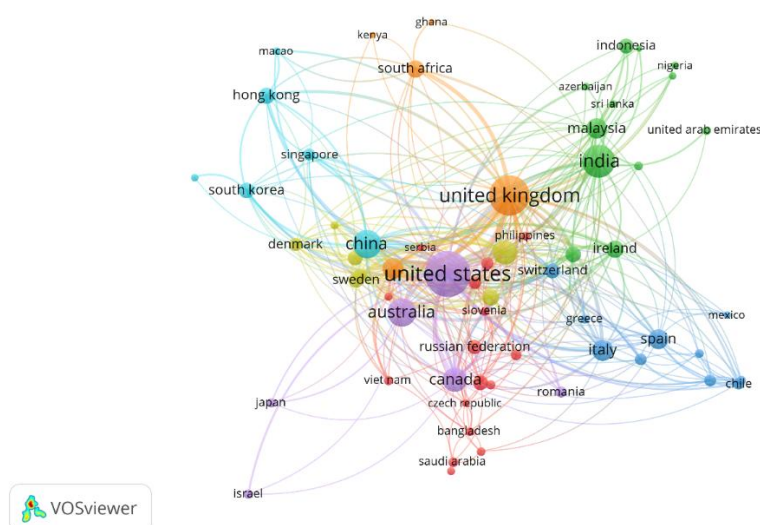 ghana
kenya
indonesia
macao
south africa
nigeria
azerbaijan
hong kong
sri lanka
malaysia
united arab emirates
singapore
india
south korea
united kingdom
philippines
denmark
china
serbia
ireland
switzerland
united states
sweden
slovenia
australia
greece
mexico
spain
russian federation
italy
viet nam
canada
chile
romania
japan
czech republic
bangladesh
saudi arabia
israel
VOSviewer